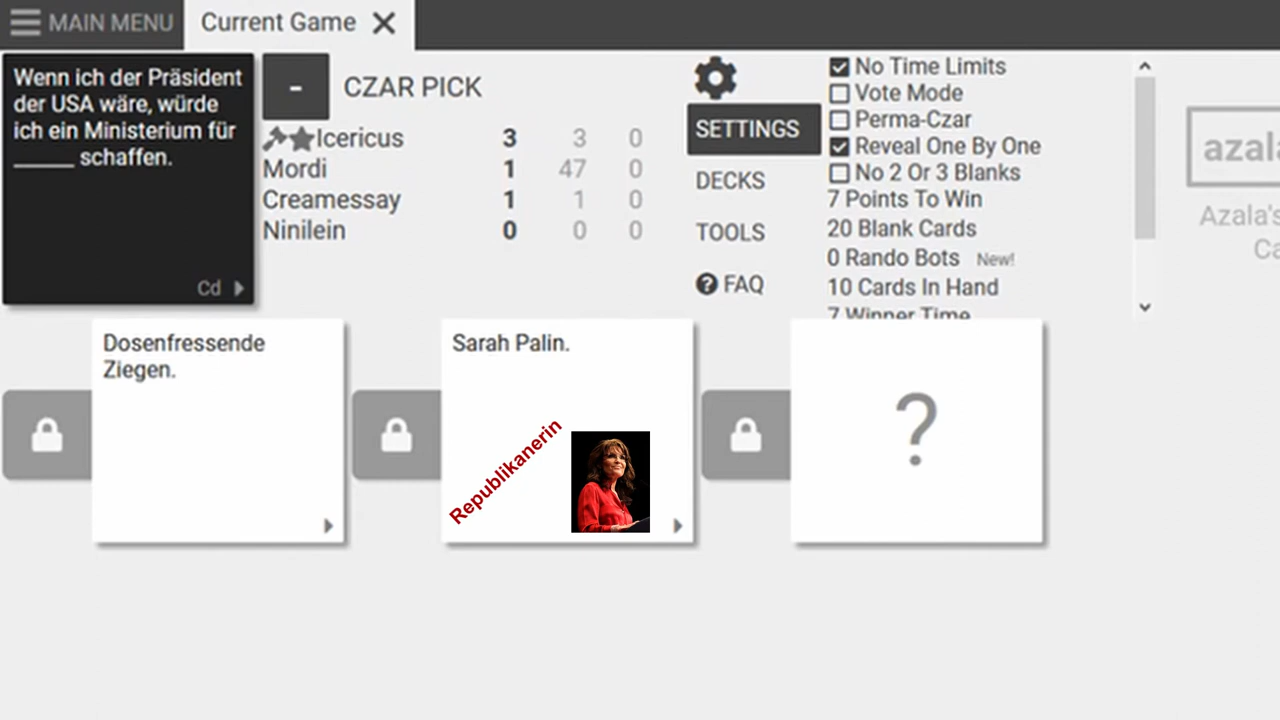 MAIN MENU
Current Game
Wenn ich der Präsident
der USA wäre, würde
ich ein Ministerium für
______ schaffen.
Cd
-
CZAR PICK
Icericus 3 3 0
Mordi 1 47 0
Creamessay 1 1 0
Ninilein 0 0 0
SETTINGS
DECKS
TOOLS
? FAQ
No Time Limits
Vote Mode
Perma-Czar
Reveal One By One
No 2 Or 3 Blanks
7 Points To Win
20 Blank Cards
0 Rando Bots New!
10 Cards In Hand
7 Winner Time
Azala's
Dosenfressende
Ziegen.
Sarah Palin.
Republikanerin
?